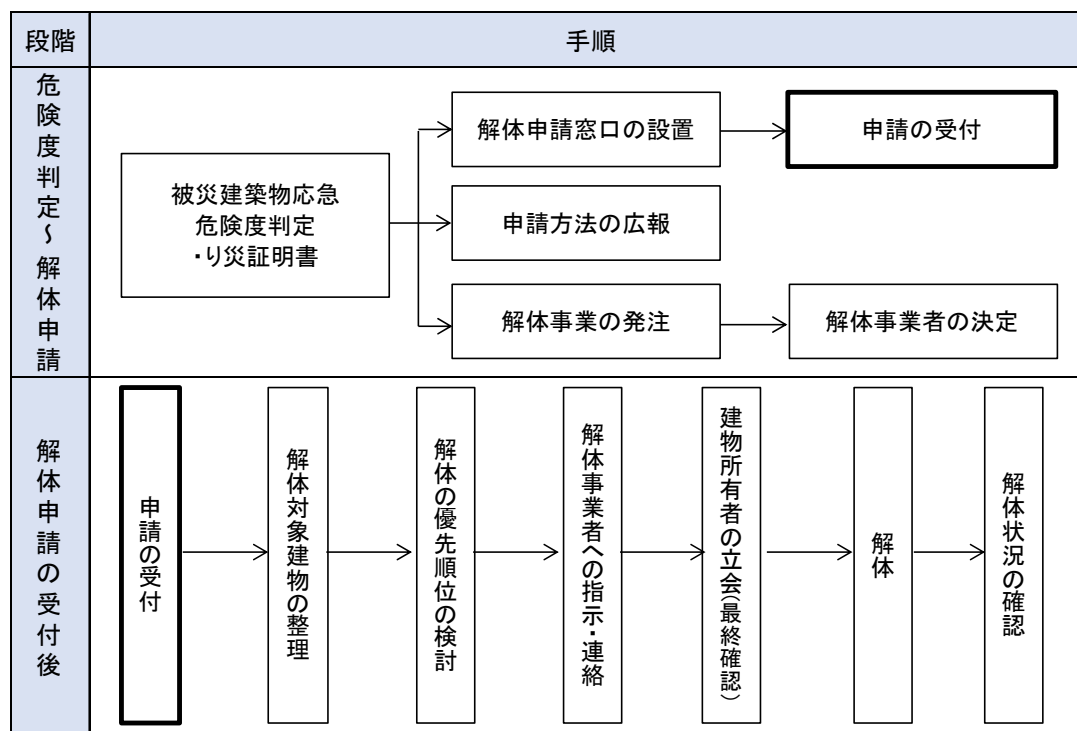 段階
手順
危険度判定～解体申請
被災建築物応急
危険度判定
・り災証明書
解体申請窓口の設置
申請の受付
申請方法の広報
解体事業の発注
解体事業者の決定
解体申請の受付後
申請の受付
解体対象建物の整理
解体の優先順位の検討
解体事業者への指示・連絡
建物所有者の立会（最終確認）
解体
解体状況の確認